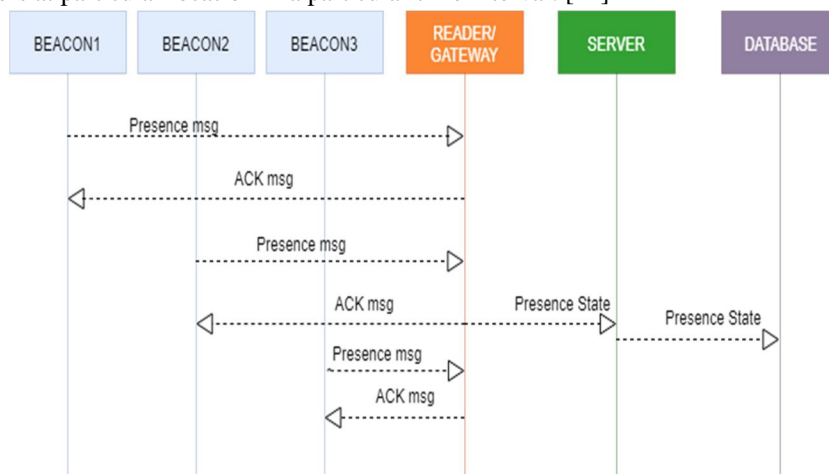 BEACON1
BEACON2
BEACON3
READER/
GATEWAY
SERVER
DATABASE
Presence msg
ACK msg
Presence msg
ACK msg
Presence State
Presence State
Presence msg
ACK msg